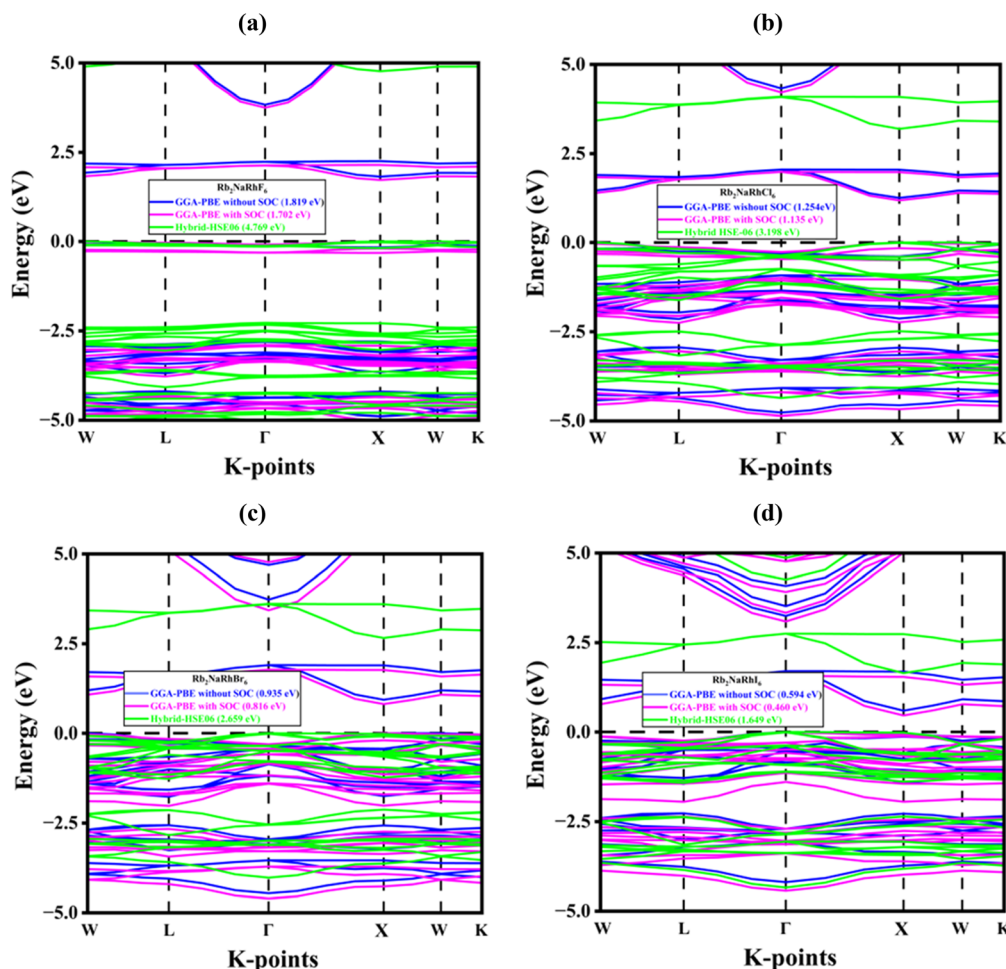 (a)
5.0
2.5
0.0
−2.5
−5.0
Energy (eV)
Rb₂NaRhF₆
GGA-PBE without SOC (1.819 eV)
GGA-PBE with SOC (1.702 eV)
Hybrid-HSE06 (4.769 eV)
W L Γ X W K
K-points
(b)
5.0
2.5
0.0
−2.5
−5.0
Energy (eV)
Rb₂NaRhCl₆
GGA-PBE wishout SOC (1.254eV)
GGA-PBE with SOC (1.135 eV)
Hybrid HSE-06 (3.198 eV)
W L Γ X W K
K-points
(c)
5.0
2.5
0.0
−2.5
−5.0
Energy (eV)
Rb₂NaRhBr₆
GGA-PBE without SOC (0.935 eV)
GGA-PBE with SOC (0.816 eV)
Hybrid-HSE06 (2.659 eV)
W L Γ X W K
K-points
(d)
5.0
2.5
0.0
−2.5
−5.0
Energy (eV)
Rb₂NaRhI₆
GGA-PBE without SOC (0.594 eV)
GGA-PBE with SOC (0.460 eV)
Hybrid-HSE06 (1.649 eV)
W L Γ X W K
K-points